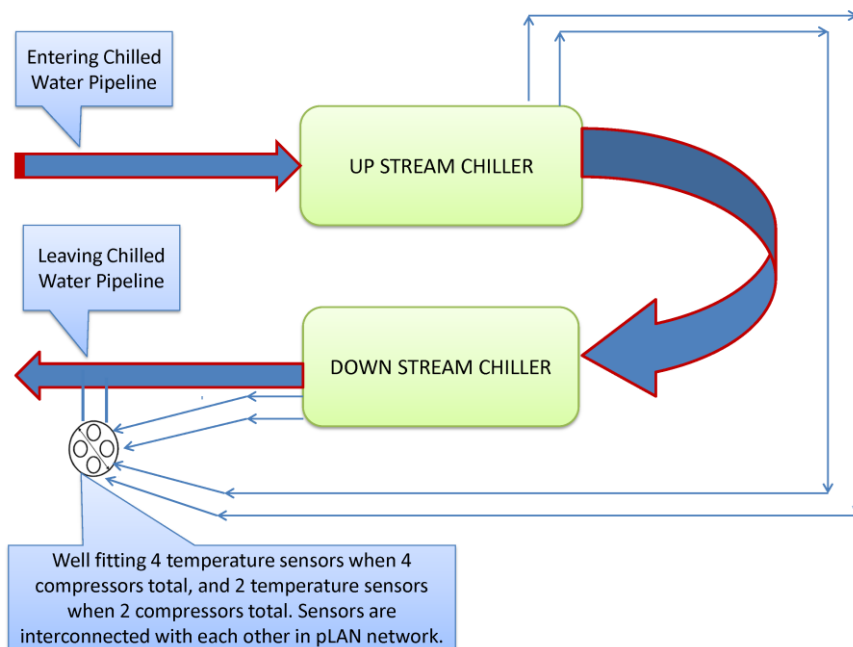 Entering Chilled
Water Pipeline
UP STREAM CHILLER
Leaving Chilled
Water Pipeline
DOWN STREAM CHILLER
Well fitting 4 temperature sensors when 4
compressors total, and 2 temperature sensors
when 2 compressors total. Sensors are
interconnected with each other in pLAN network.